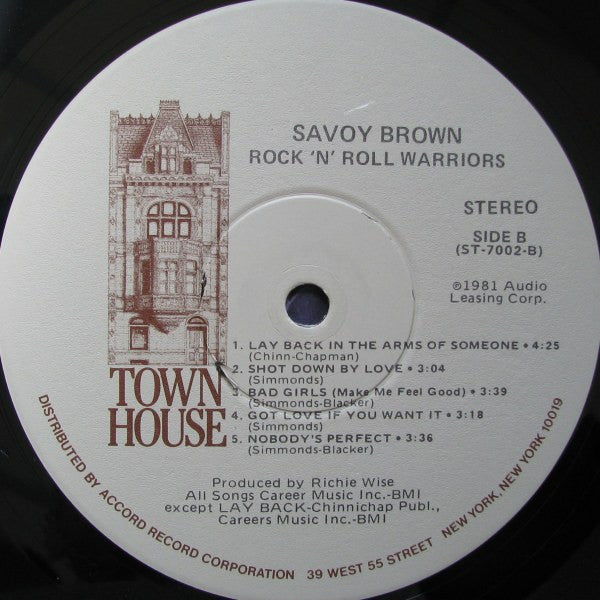 SAVOY BROWN
ROCK 'N' ROLL WARRIORS
STEREO
SIDE B
(ST-7002-B)
℗1981 Audio
Leasing Corp.
1. LAY BACK IN THE ARMS OF SOMEONE • 4:25
(Chinn-Chapman)
2. SHOT DOWN BY LOVE • 3:04
(Simmonds)
3. BAD GIRLS (Make Me Feel Good) • 3:39
(Simmonds-Blacker)
4. GOT LOVE IF YOU WANT IT • 3:18
(Simmonds)
5. NOBODY'S PERFECT • 3:36
(Simmonds-Blacker)
TOWN
HOUSE
Produced by Richie Wise
All Songs Career Music Inc.-BMI
except LAY BACK-Chinnichap Publ.,
Careers Music Inc.-BMI
DISTRIBUTED BY ACCORD RECORD CORPORATION 39 WEST 55 STREET NEW YORK, NEW YORK 10019